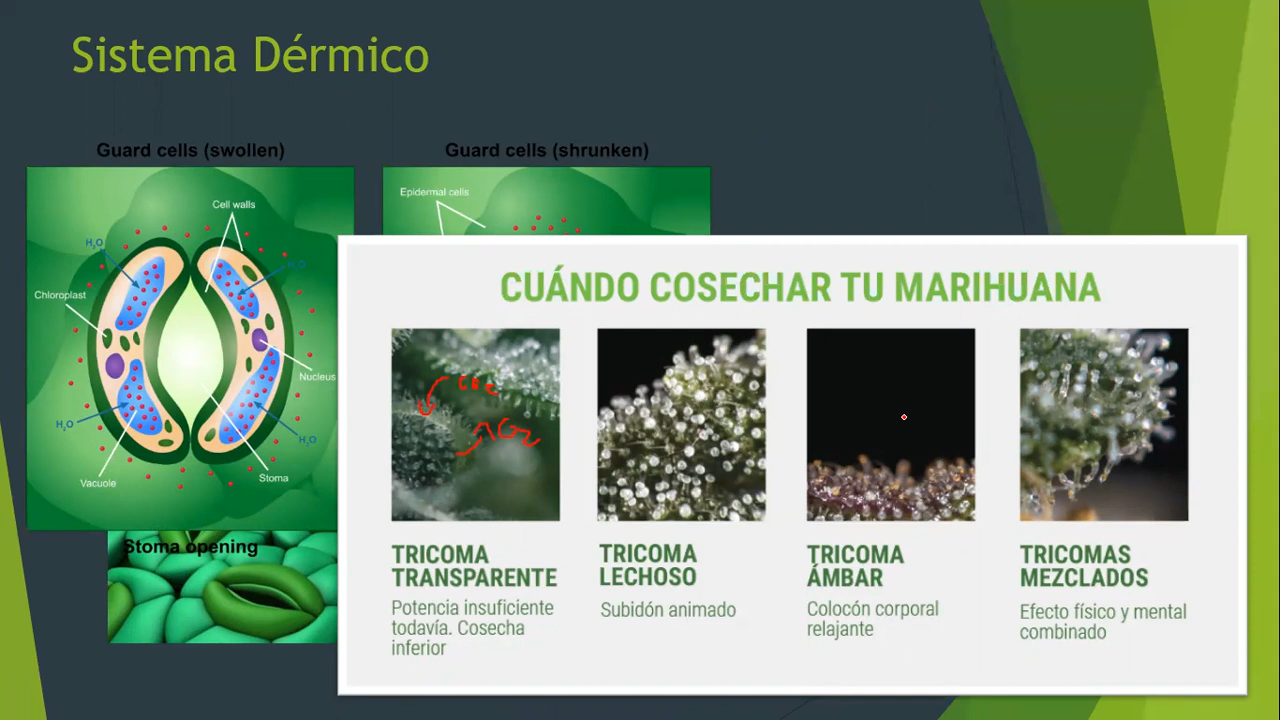 Sistema Dérmico
Guard cells (swollen)
Guard cells (shrunken)
Cell walls
H₂O
H₂O
Chloroplast
Nucleus
H₂O
H₂O
Vacuole
Stoma
Epidermal cells
Stoma opening
CUÁNDO COSECHAR TU MARIHUANA
CO₂
O₂
TRICOMA
TRANSPARENTE
Potencia insuficiente
todavía. Cosecha
inferior
TRICOMA
LECHOSO
Subidón animado
TRICOMA
ÁMBAR
Colocón corporal
relajante
TRICOMAS
MEZCLADOS
Efecto físico y mental
combinado